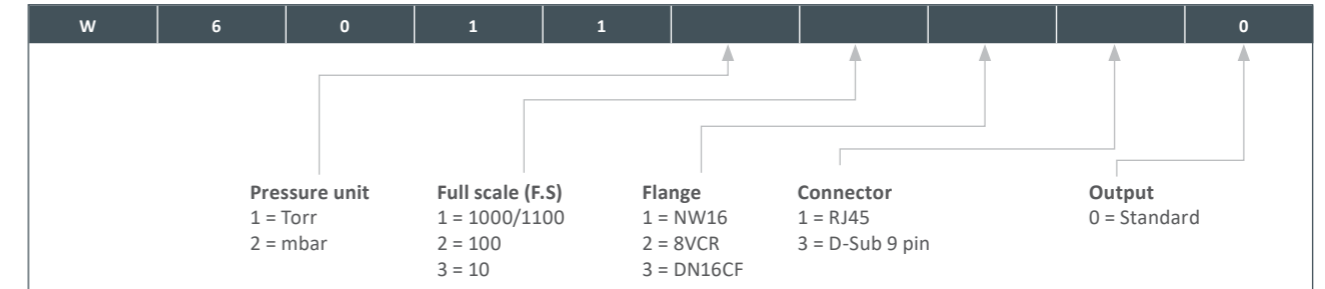 W 6 0 1 1 0
Pressure unit Full scale (F.S) Flange Connector Output
1 = Torr 1 = 1000/1100 1 = NW16 1 = RJ45 0 = Standard
2 = mbar 2 = 100 2 = 8VCR 3 = D-Sub 9 pin
3 = 10 3 = DN16CF